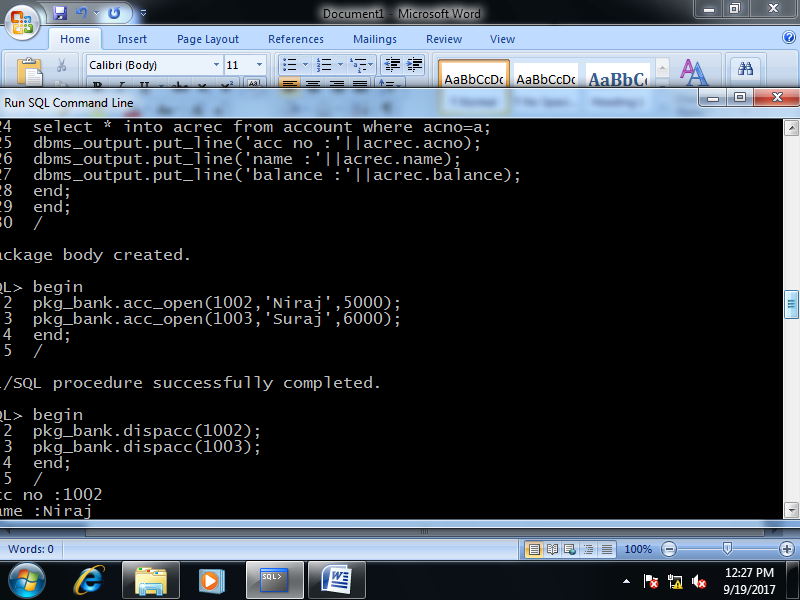 Document1 - Microsoft Word
Home Insert Page Layout References Mailings Review View
Calibri (Body) 11
AaBbCcDc AaBbCcDc AaBbC
Run SQL Command Line
24 select * into acrec from account where acno=a;
25 dbms_output.put_line('acc no :'||acrec.acno);
26 dbms_output.put_line('name :'||acrec.name);
27 dbms_output.put_line('balance :'||acrec.balance);
28 end;
29 end;
30 /
ackage body created.
QL> begin
2 pkg_bank.acc_open(1002,'Niraj',5000);
3 pkg_bank.acc_open(1003,'Suraj',6000);
4 end;
5 /
L/SQL procedure successfully completed.
QL> begin
2 pkg_bank.dispacc(1002);
3 pkg_bank.dispacc(1003);
4 end;
5 /
cc no :1002
ame :Niraj
Words: 0 100%
SQL>
12:27 PM
9/19/2017